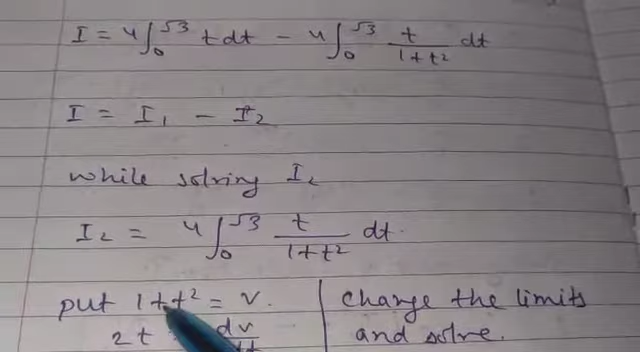 I = 4∫₀^√3 t dt - 4∫₀^√3 t/(1+t²) dt
I = I₁ - I₂
while solving I₂
I₂ = 4∫₀^√3 t/(1+t²) dt.
put 1+t² = v. | change the limits
2t dv | and solve.